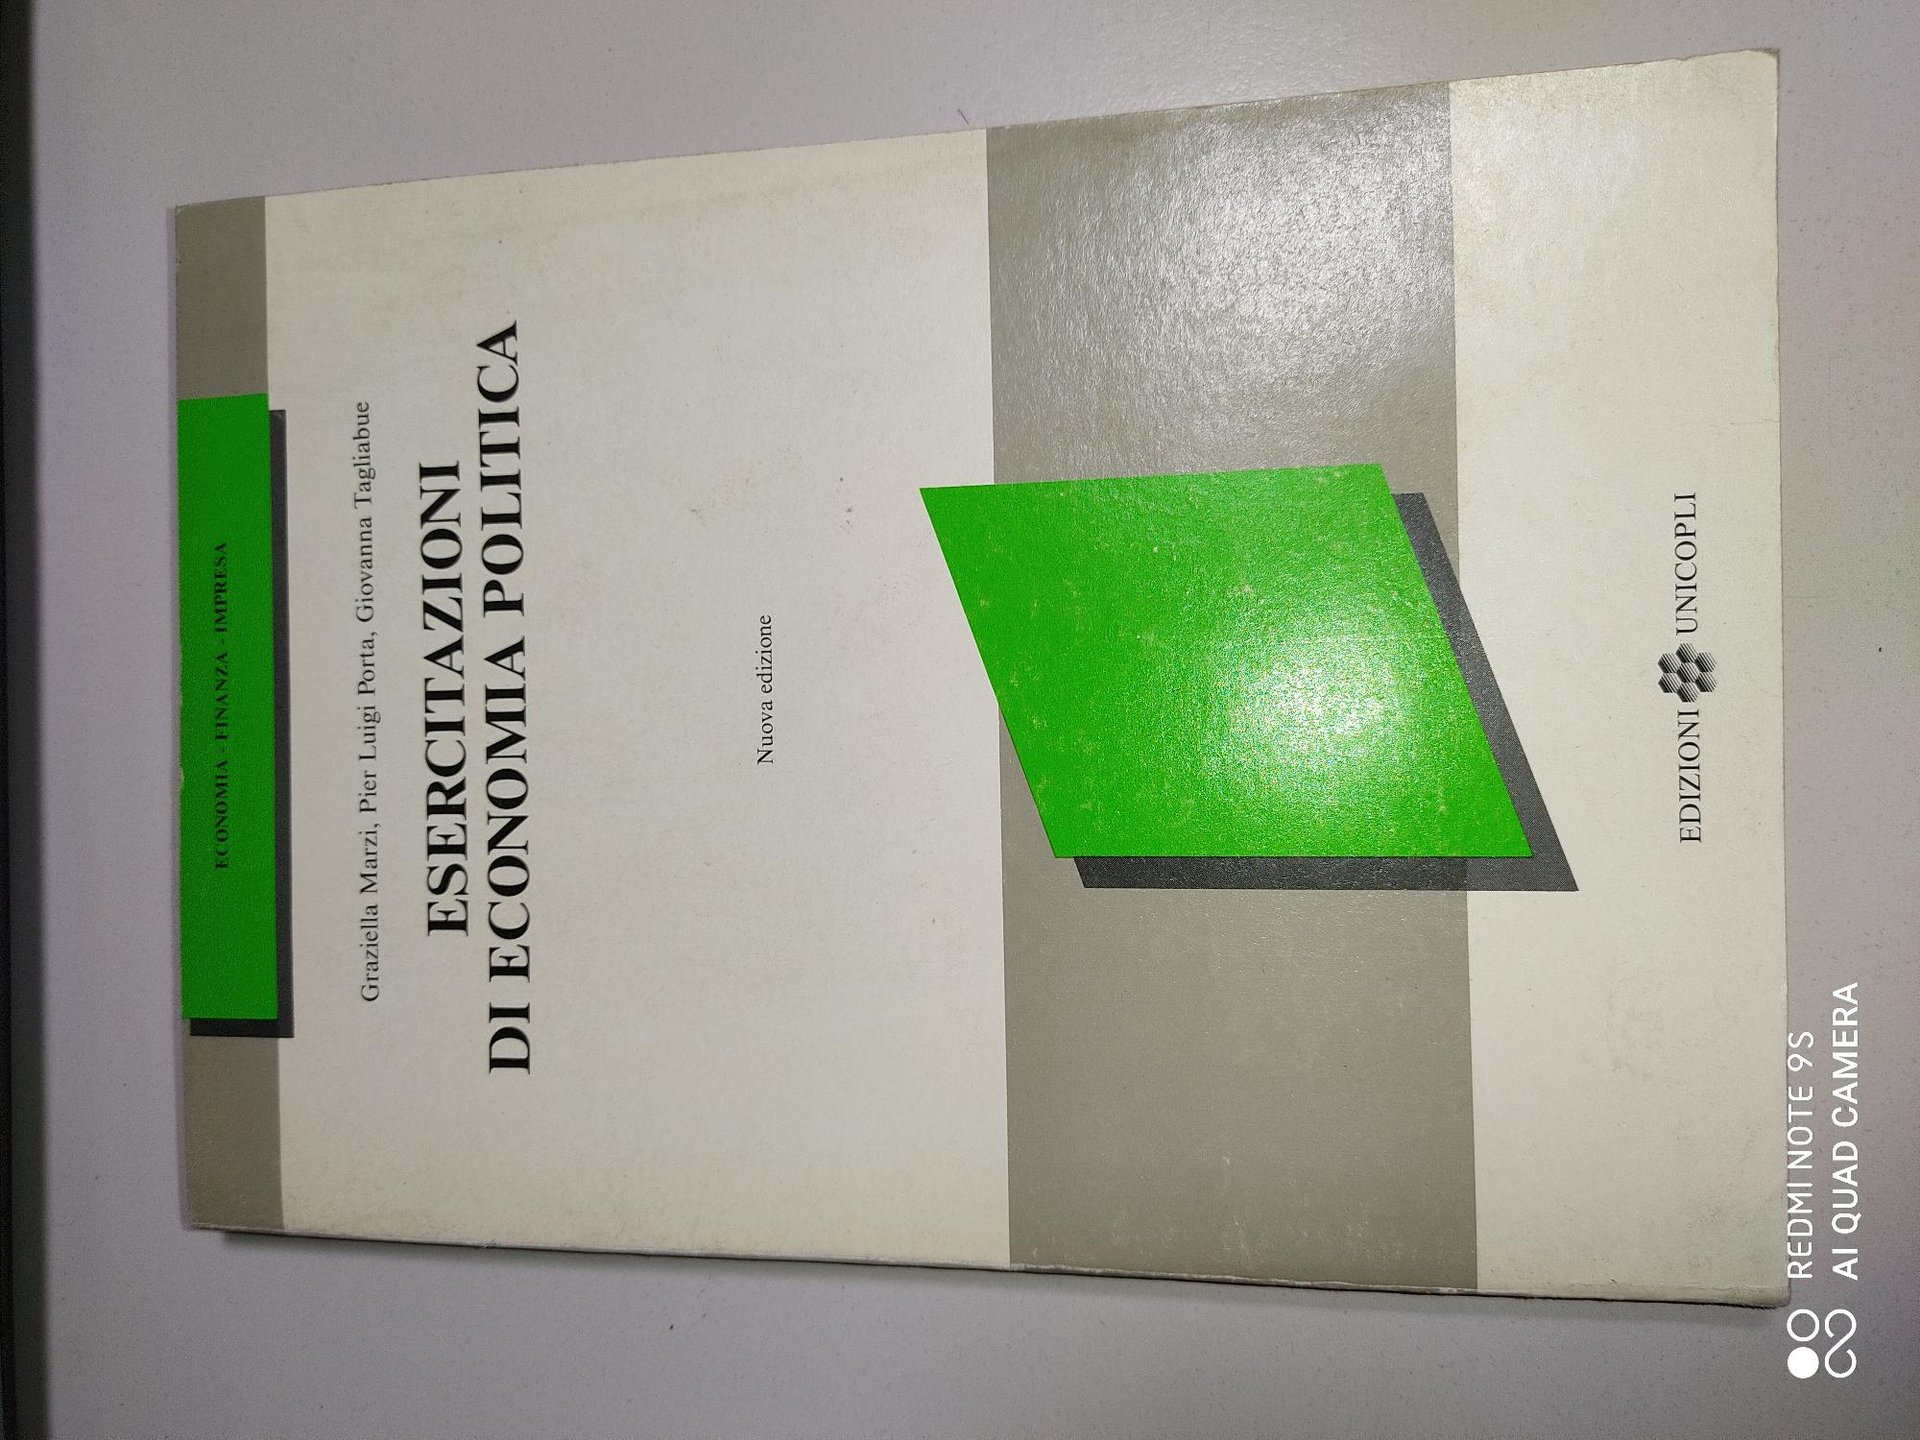 ECONOMIA - FINANZA - IMPRESA
Graziella Marzi, Pier Luigi Porta, Giovanna Tagliabue
ESERCITAZIONI
DI ECONOMIA POLITICA
Nuova edizione
EDIZIONI UNICOPLI
REDMI NOTE 9S
AI QUAD CAMERA